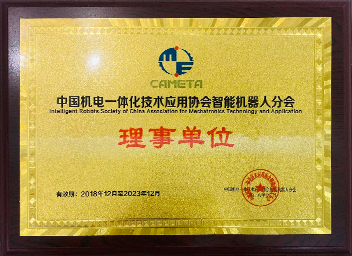 CAMETA
中国机电一体化技术应用协会智能机器人分会
Intelligent Robots Society of China Association for Mechatronics Technology and Application
理事单位
有效期：2018年12月至2023年12月